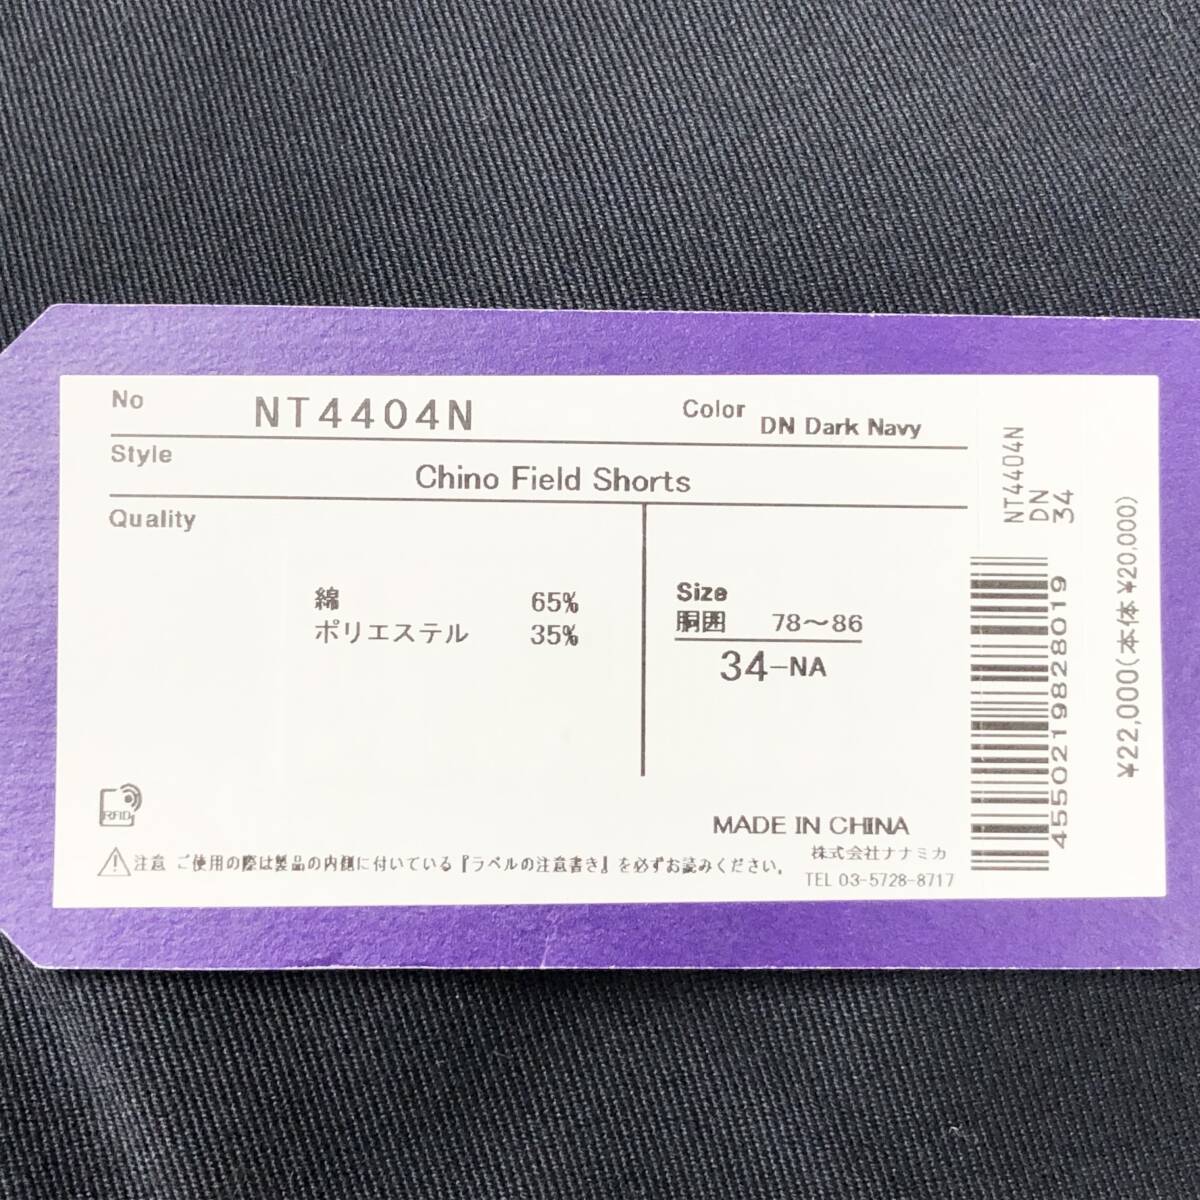 No NT4404N Color DN Dark Navy
Style Chino Field Shorts
Quality
綿 65%
ポリエステル 35%
Size
胴囲 78〜86
34-NA
RFID
MADE IN CHINA
株式会社ナナミカ
TEL 03-5728-8717
注意 ご使用の際は製品の内側に付いている『ラベルの注意書き』を必ずお読みください。
NT4404N
DN
34
4550219828019
¥22,000(本体¥20,000)